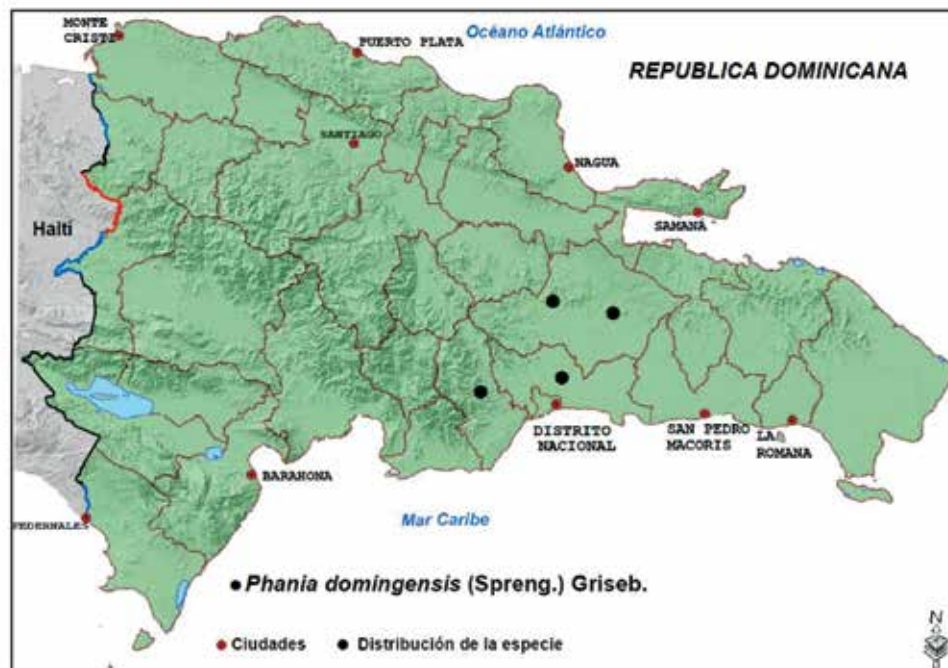 MONTE
CRISTI
PUERTO PLATA
Océano Atlántico
REPUBLICA DOMINICANA
SANTIAGO
NAGUA
SAMANÁ
Haití
DISTRITO
NACIONAL
SAN PEDRO
MACORIS
LA
ROMANA
BARAHONA
PEDERNALES
Mar Caribe
Phania domingensis (Spreng.) Griseb.
Ciudades
Distribución de la especie
N